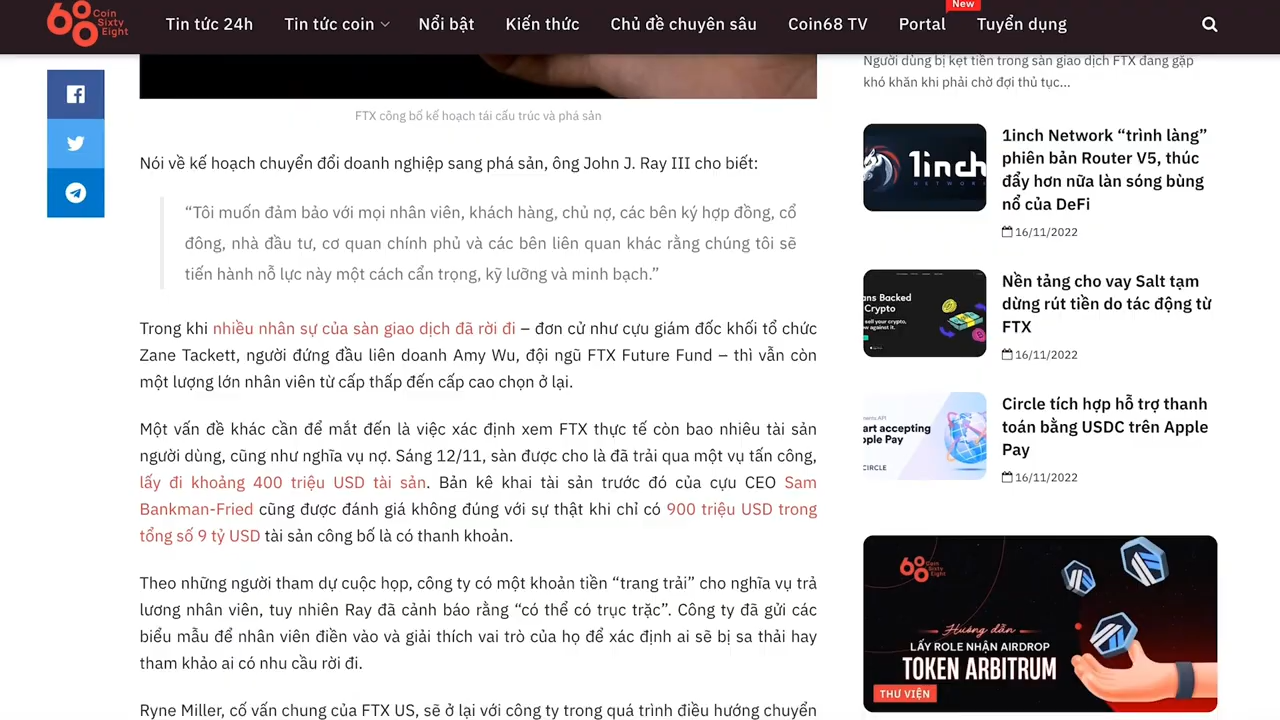 Coin
Sixty
Eight
Tin tức 24h
Tin tức coin
Nổi bật
Kiến thức
Chủ đề chuyên sâu
Coin68 TV
Portal
New
Tuyển dụng
FTX công bố kế hoạch tái cấu trúc và phá sản
Nói về kế hoạch chuyển đổi doanh nghiệp sang phá sản, ông John J. Ray III cho biết:
“Tôi muốn đảm bảo với mọi nhân viên, khách hàng, chủ nợ, các bên ký hợp đồng, cổ
đông, nhà đầu tư, cơ quan chính phủ và các bên liên quan khác rằng chúng tôi sẽ
tiến hành nỗ lực này một cách cẩn trọng, kỹ lưỡng và minh bạch.”
Trong khi nhiều nhân sự của sàn giao dịch đã rời đi – đơn cử như cựu giám đốc khối tổ chức
Zane Tackett, người đứng đầu liên doanh Amy Wu, đội ngũ FTX Future Fund – thì vẫn còn
một lượng lớn nhân viên từ cấp thấp đến cấp cao chọn ở lại.
Một vấn đề khác cần để mắt đến là việc xác định xem FTX thực tế còn bao nhiêu tài sản
người dùng, cũng như nghĩa vụ nợ. Sáng 12/11, sàn được cho là đã trải qua một vụ tấn công,
lấy đi khoảng 400 triệu USD tài sản. Bản kê khai tài sản trước đó của cựu CEO Sam
Bankman-Fried cũng được đánh giá không đúng với sự thật khi chỉ có 900 triệu USD trong
tổng số 9 tỷ USD tài sản công bố là có thanh khoản.
Theo những người tham dự cuộc họp, công ty có một khoản tiền “trang trải” cho nghĩa vụ trả
lương nhân viên, tuy nhiên Ray đã cảnh báo rằng “có thể có trục trặc”. Công ty đã gửi các
biểu mẫu để nhân viên điền vào và giải thích vai trò của họ để xác định ai sẽ bị sa thải hay
tham khảo ai có nhu cầu rời đi.
Ryne Miller, cố vấn chung của FTX US, sẽ ở lại với công ty trong quá trình điều hướng chuyển
Người dùng bị kẹt tiền trong sàn giao dịch FTX đang gặp
khó khăn khi phải chờ đợi thủ tục...
1inch
NETWORK
1inch Network “trình làng”
phiên bản Router V5, thúc
đẩy hơn nữa làn sóng bùng
nổ của DeFi
16/11/2022
ans Backed
Crypto
sell your crypto,
ow against it.
Nền tảng cho vay Salt tạm
dừng rút tiền do tác động từ
FTX
16/11/2022
ments API
art accepting
pple Pay
CIRCLE
Circle tích hợp hỗ trợ thanh
toán bằng USDC trên Apple
Pay
16/11/2022
Coin
Sixty
Eight
Hướng dẫn
LẤY ROLE NHẬN AIRDROP
TOKEN ARBITRUM
THƯ VIỆN